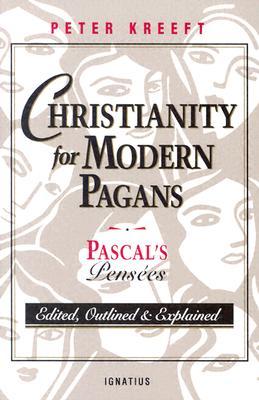 PETER KREEFT
CHRISTIANITY
for MODERN
PAGANS
PASCAL'S
Pensées
Edited, Outlined & Explained
IGNATIUS